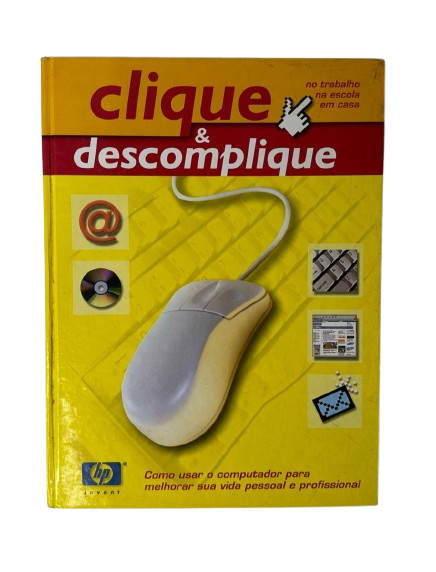 clique
no trabalho
na escola
em casa
&
descomplique
@
hp
invent
Como usar o computador para
melhorar sua vida pessoal e profissional